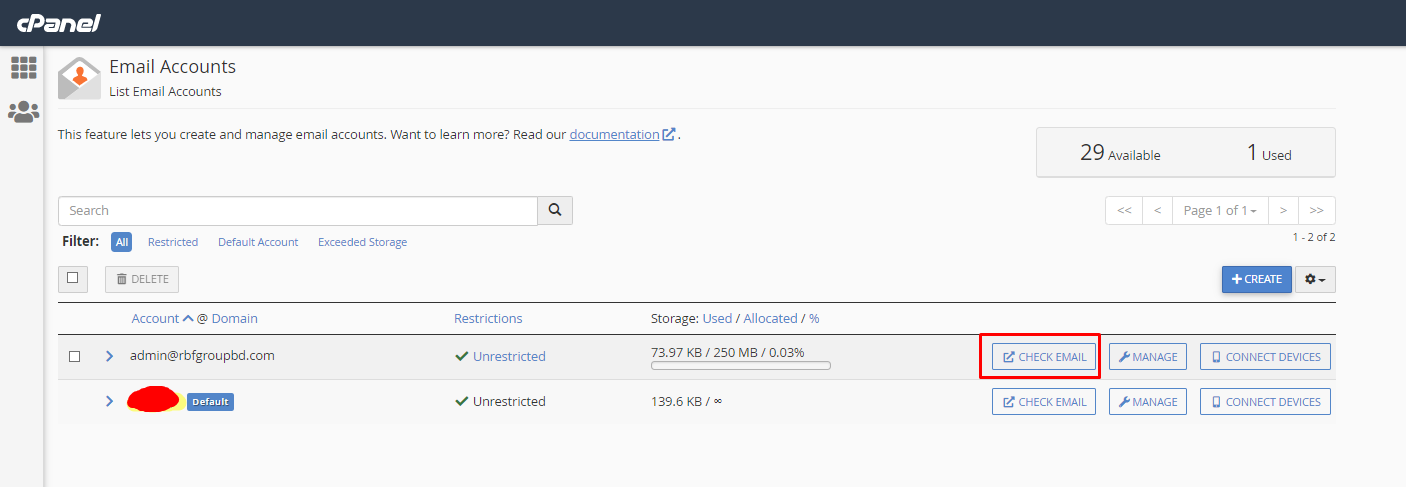 cPanel
Email Accounts
List Email Accounts
This feature lets you create and manage email accounts. Want to learn more? Read our documentation .
29 Available 1 Used
Search
<< < Page 1 of 1 > >>
Filter: All Restricted Default Account Exceeded Storage
1 - 2 of 2
DELETE
+ CREATE
Account @ Domain Restrictions Storage: Used / Allocated / %
admin@rbfgroupbd.com Unrestricted 73.97 KB / 250 MB / 0.03% CHECK EMAIL MANAGE CONNECT DEVICES
Default Unrestricted 139.6 KB / ∞ CHECK EMAIL MANAGE CONNECT DEVICES